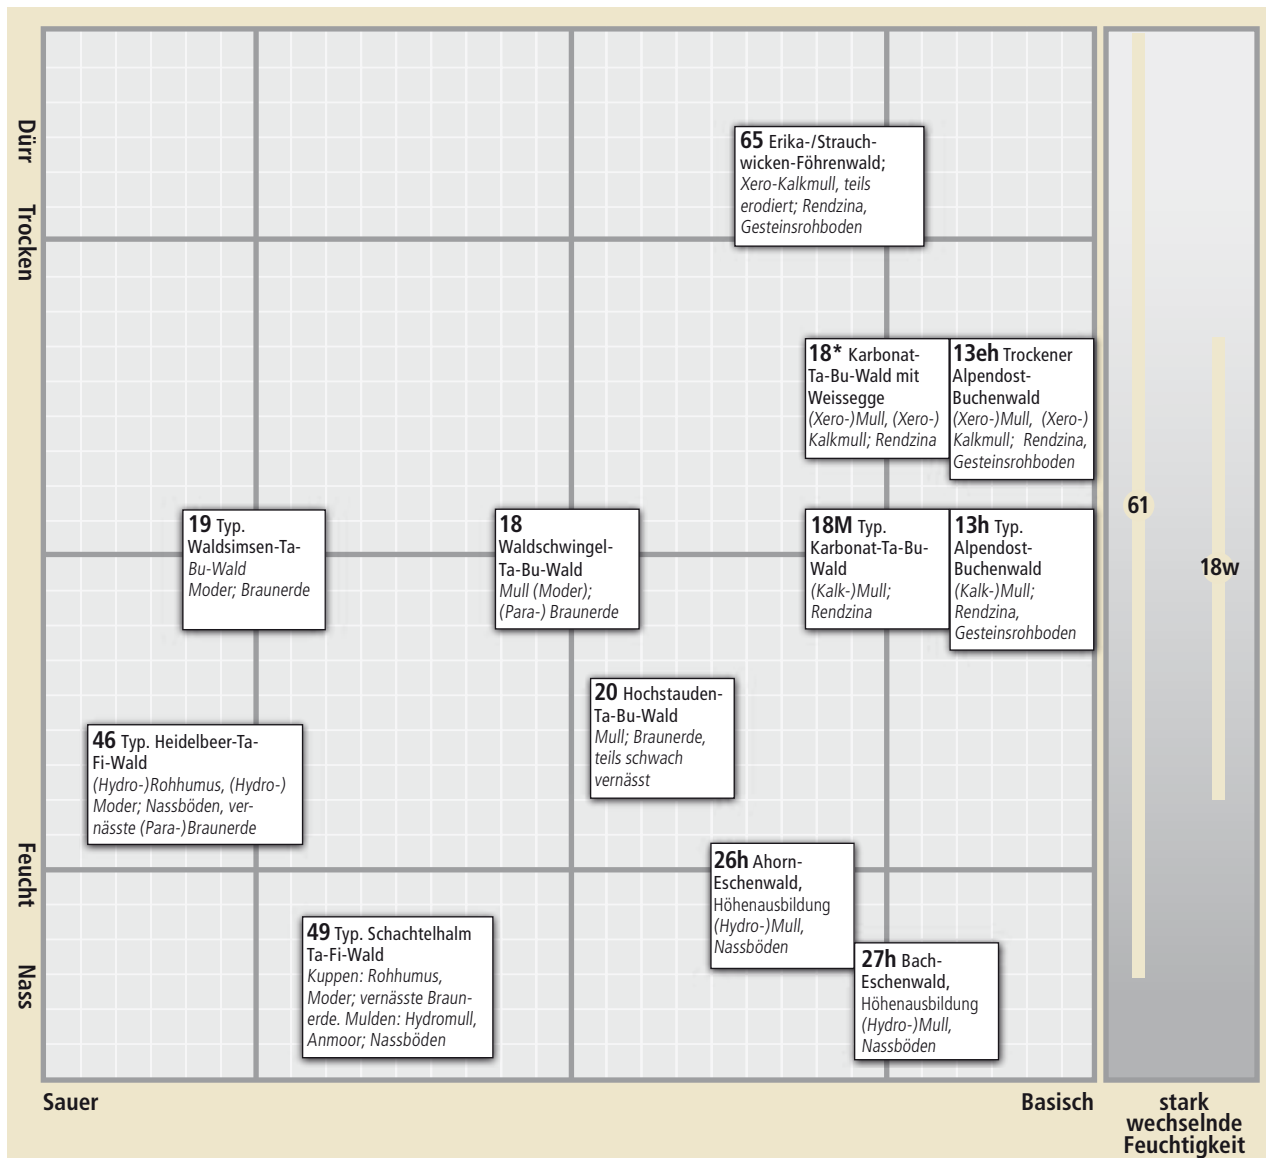 Dürr
Trocken
Feucht
Nass
65 Erika-/Strauch-
wicken-Föhrenwald;
Xero-Kalkmull, teils
erodiert; Rendzina,
Gesteinsrohboden
18* Karbonat-
Ta-Bu-Wald mit
Weissegge
(Xero-)Mull, (Xero-)
Kalkmull; Rendzina
13eh Trockener
Alpendost-
Buchenwald
(Xero-)Mull, (Xero-)
Kalkmull; Rendzina,
Gesteinsrohboden
19 Typ.
Waldsimsen-Ta-
Bu-Wald
Moder; Braunerde
18
Waldschwingel-
Ta-Bu-Wald
Mull (Moder);
(Para-) Braunerde
18M Typ.
Karbonat-Ta-Bu-
Wald
(Kalk-)Mull;
Rendzina
13h Typ.
Alpendost-
Buchenwald
(Kalk-)Mull;
Rendzina,
Gesteinsrohboden
20 Hochstauden-
Ta-Bu-Wald
Mull; Braunerde,
teils schwach
vernässt
46 Typ. Heidelbeer-Ta-
Fi-Wald
(Hydro-)Rohhumus, (Hydro-)
Moder; Nassböden, ver-
nässte (Para-)Braunerde
26h Ahorn-
Eschenwald,
Höhenausbildung
(Hydro-)Mull,
Nassböden
49 Typ. Schachtelhalm
Ta-Fi-Wald
Kuppen: Rohhumus,
Moder; vernässte Braun-
erde. Mulden: Hydromull,
Anmoor; Nassböden
27h Bach-
Eschenwald,
Höhenausbildung
(Hydro-)Mull,
Nassböden
61
18w
Sauer
Basisch
stark
wechselnde
Feuchtigkeit